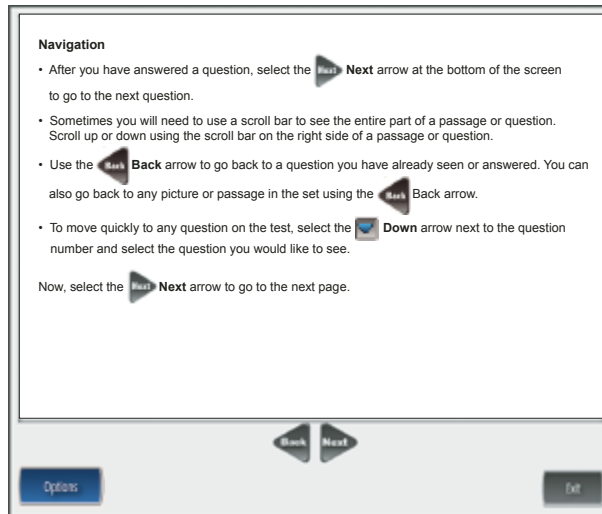 Navigation
• After you have answered a question, select the Next Next arrow at the bottom of the screen
to go to the next question.
• Sometimes you will need to use a scroll bar to see the entire part of a passage or question.
Scroll up or down using the scroll bar on the right side of a passage or question.
• Use the Back Back arrow to go back to a question you have already seen or answered. You can
also go back to any picture or passage in the set using the Back Back arrow.
• To move quickly to any question on the test, select the Down arrow next to the question
number and select the question you would like to see.
Now, select the Next Next arrow to go to the next page.
Back Next
Options Exit